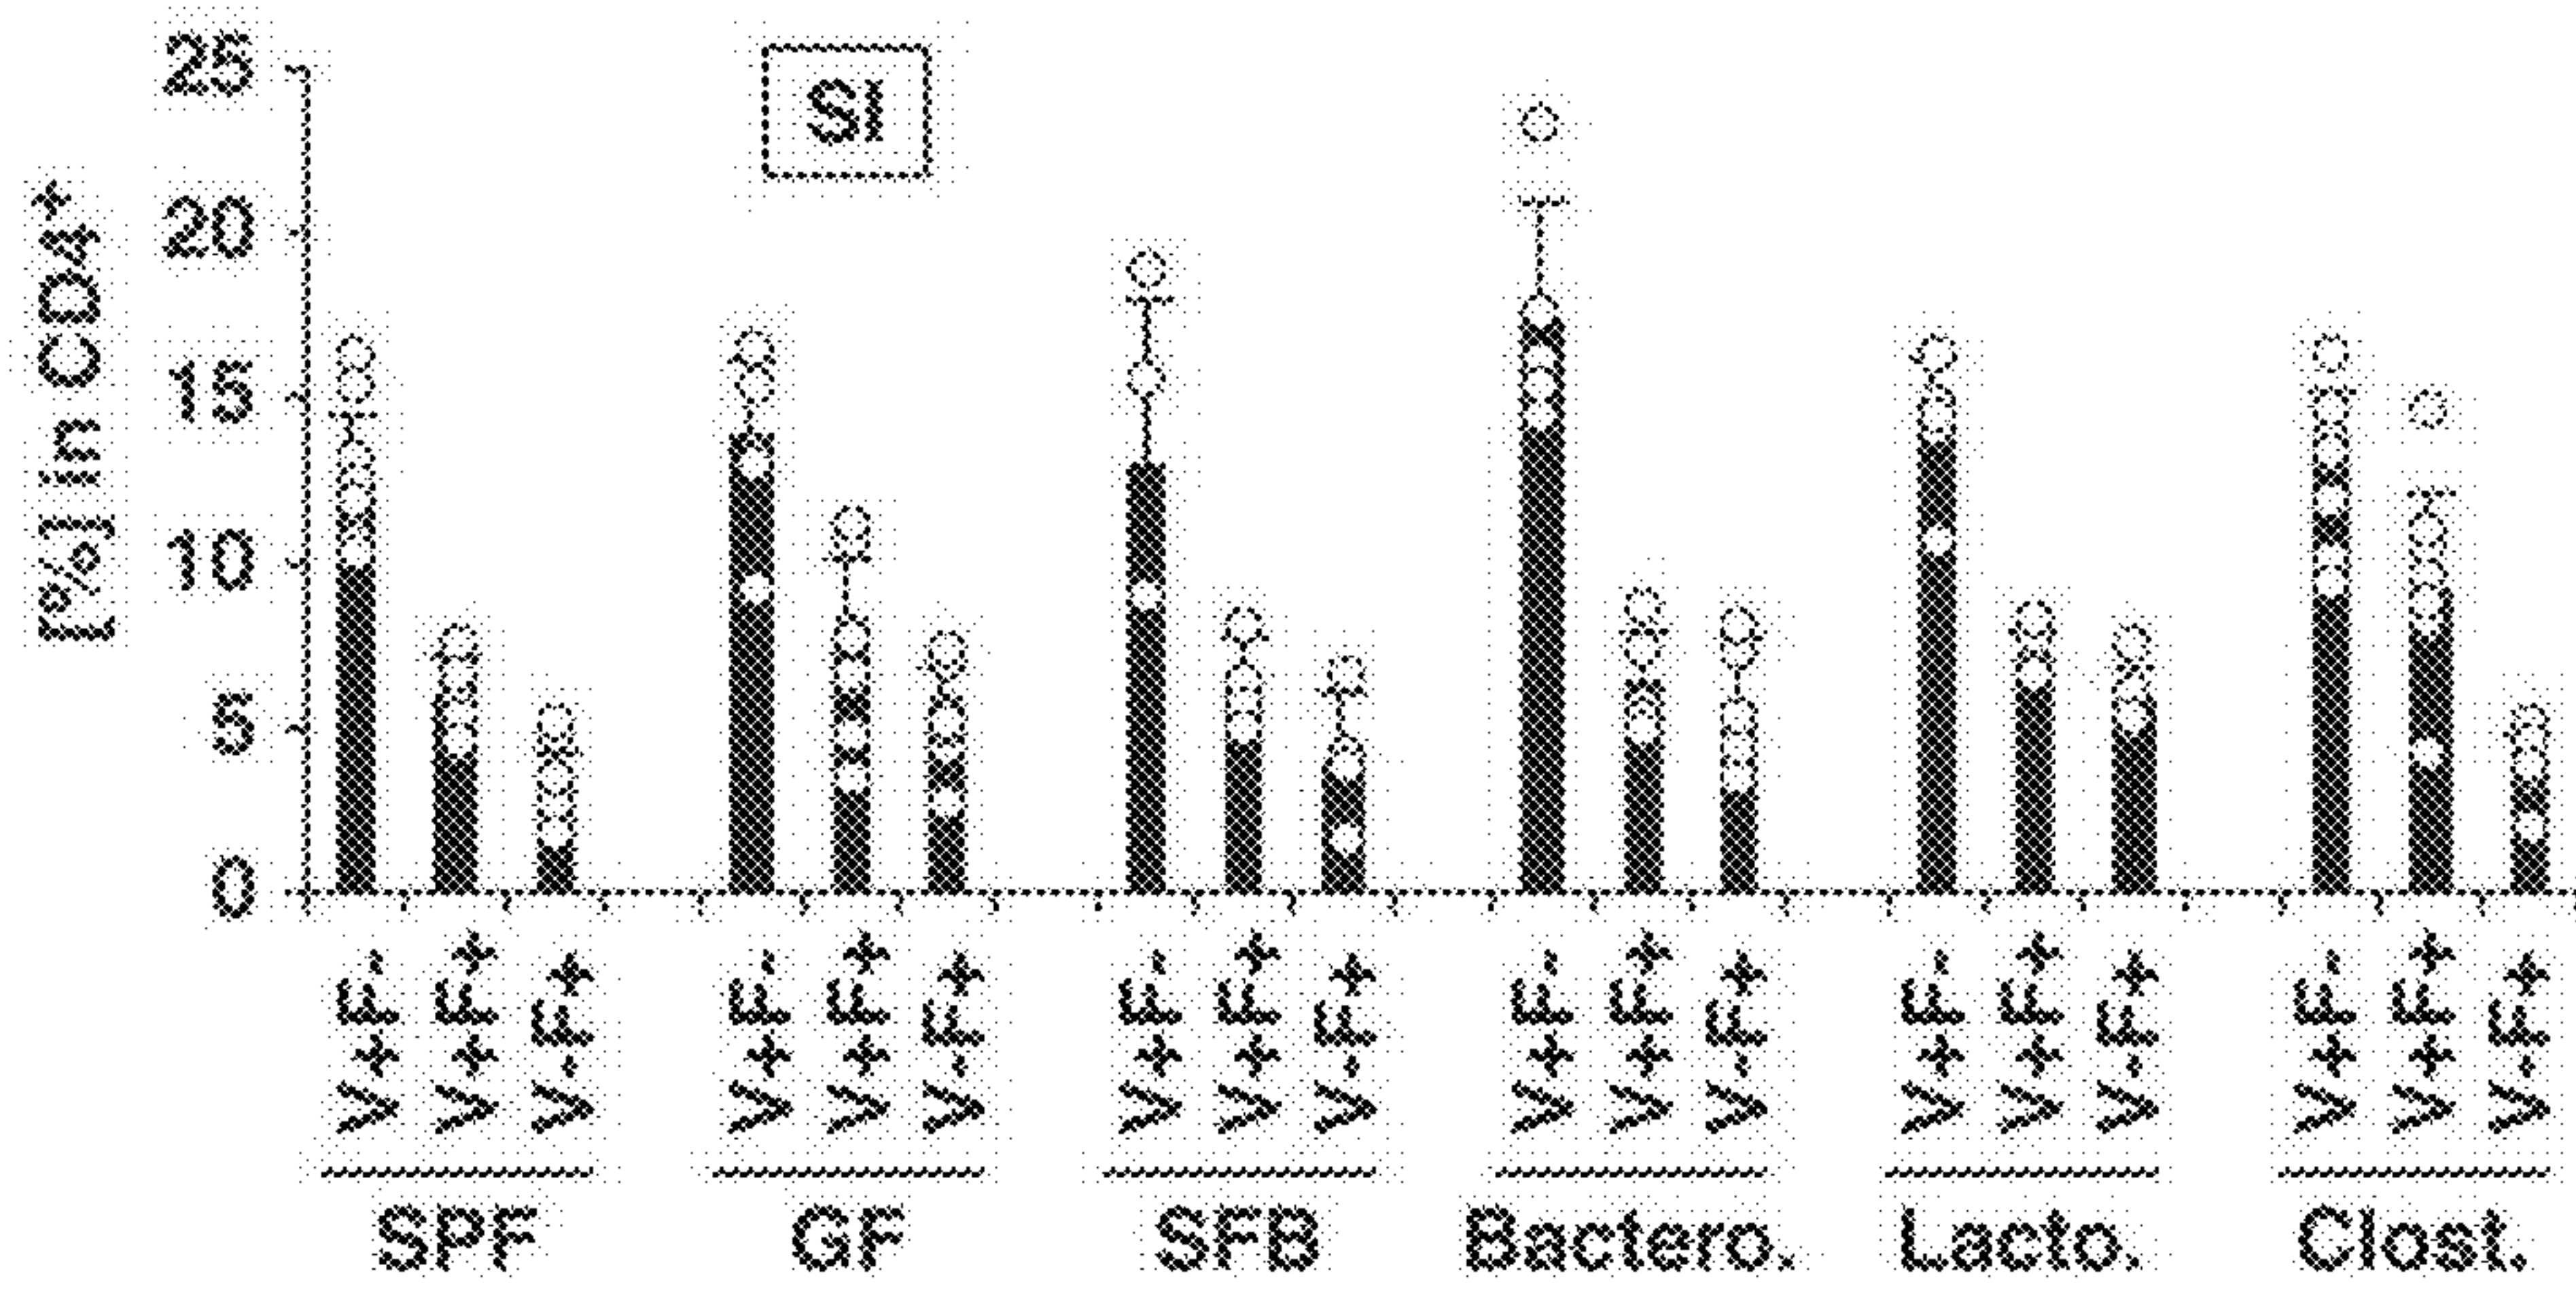 SI
[%] in CD4+
25
20
15
10
5
0
V+F- V+F+ V-F+ V+F- V+F+ V-F+ V+F- V+F+ V-F+ V+F- V+F+ V-F+ V+F- V+F+ V-F+ V+F- V+F+ V-F+
SPF GF SFB Bactero. Lacto. Clost.